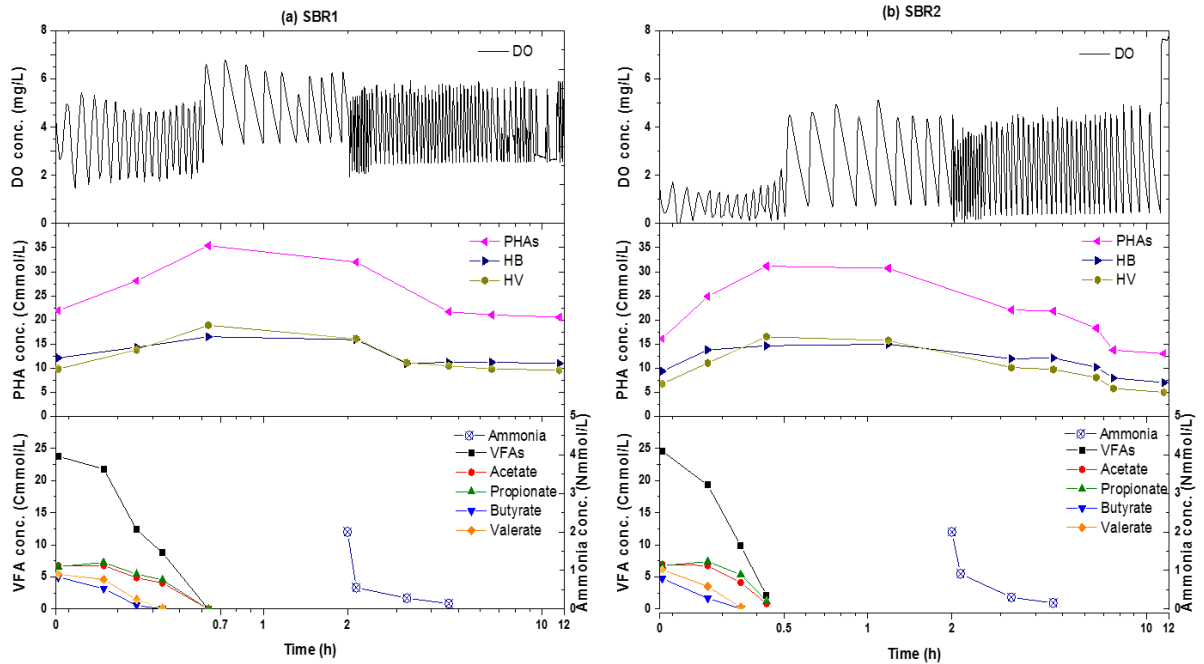 (a) SBR1
DO
DO conc. (mg/L)
8
6
4
2
0
PHAs
HB
HV
PHA conc. (Cmmol/L)
35
30
25
20
15
10
5
0
Ammonia
VFAs
Acetate
Propionate
Butyrate
Valerate
VFA conc. (Cmmol/L)
25
20
15
10
5
0
Ammonia conc. (Nmmol/L)
5
4
3
2
1
0
0 0.7 1 2 10 12
Time (h)
(b) SBR2
DO
DO conc. (mg/L)
8
6
4
2
0
PHAs
HB
HV
PHA conc. (Cmmol/L)
35
30
25
20
15
10
5
0
Ammonia
VFAs
Acetate
Propionate
Butyrate
Valerate
VFA conc. (Cmmol/L)
25
20
15
10
5
0
Ammonia conc. (Nmmol/L)
5
4
3
2
1
0
0 0.5 1 2 10 12
Time (h)